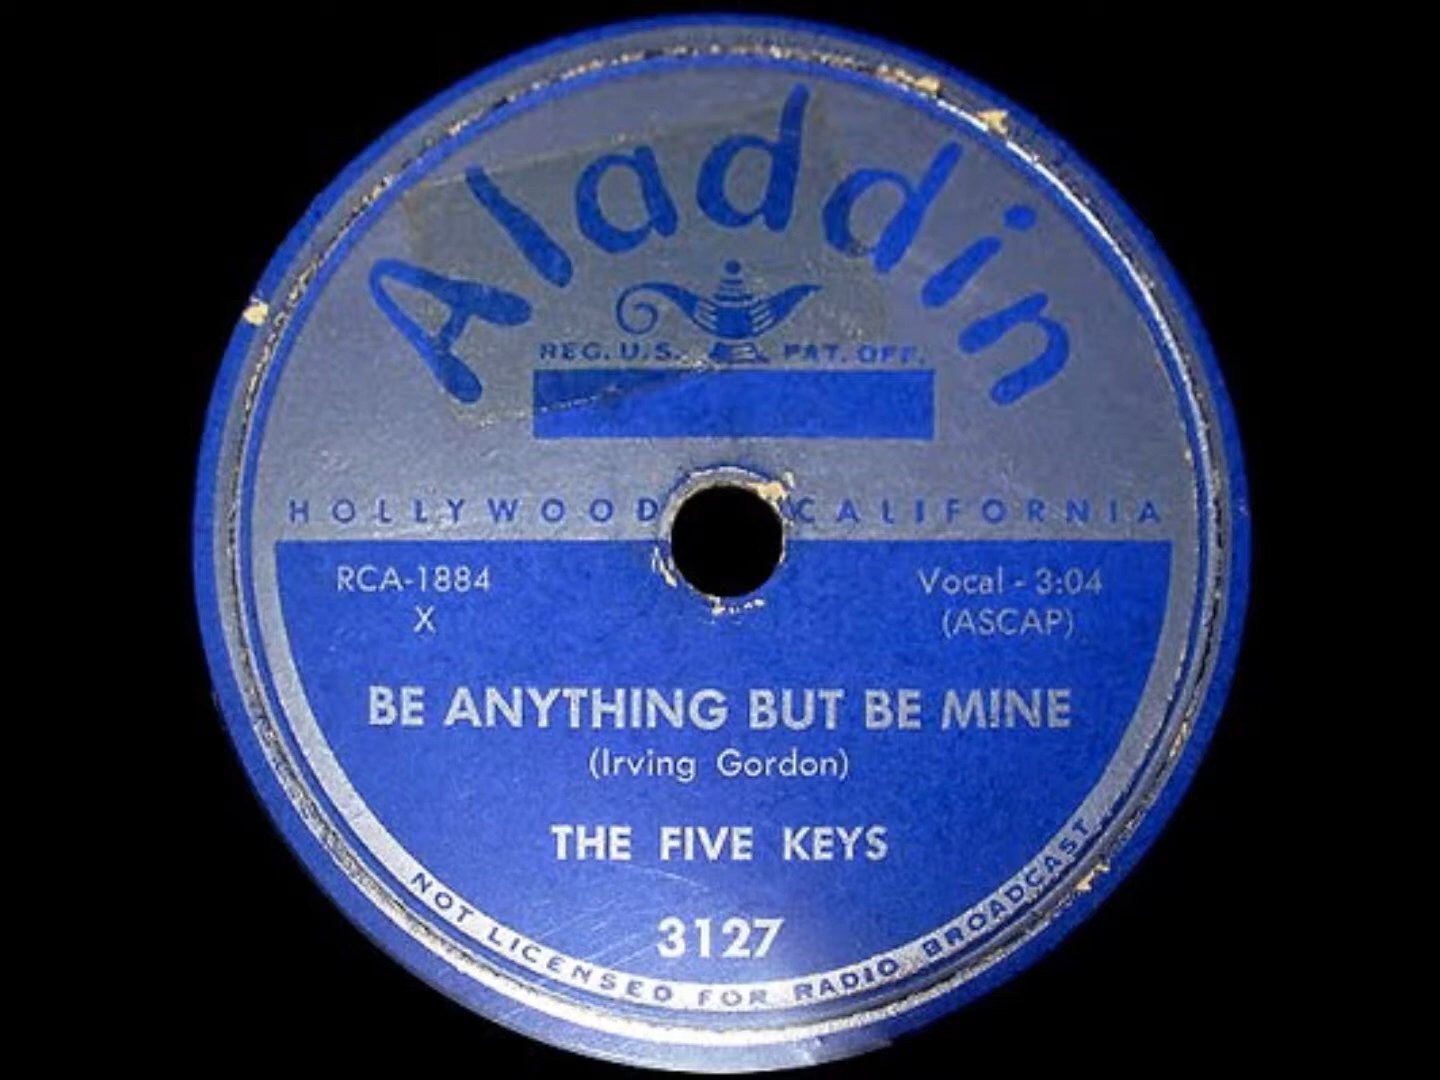 Aladdin
REG. U.S. PAT. OFF.
HOLLYWOOD CALIFORNIA
RCA-1884
X
Vocal - 3:04
(ASCAP)
BE ANYTHING BUT BE MINE
(Irving Gordon)
THE FIVE KEYS
3127
NOT LICENSED FOR RADIO BROADCAST